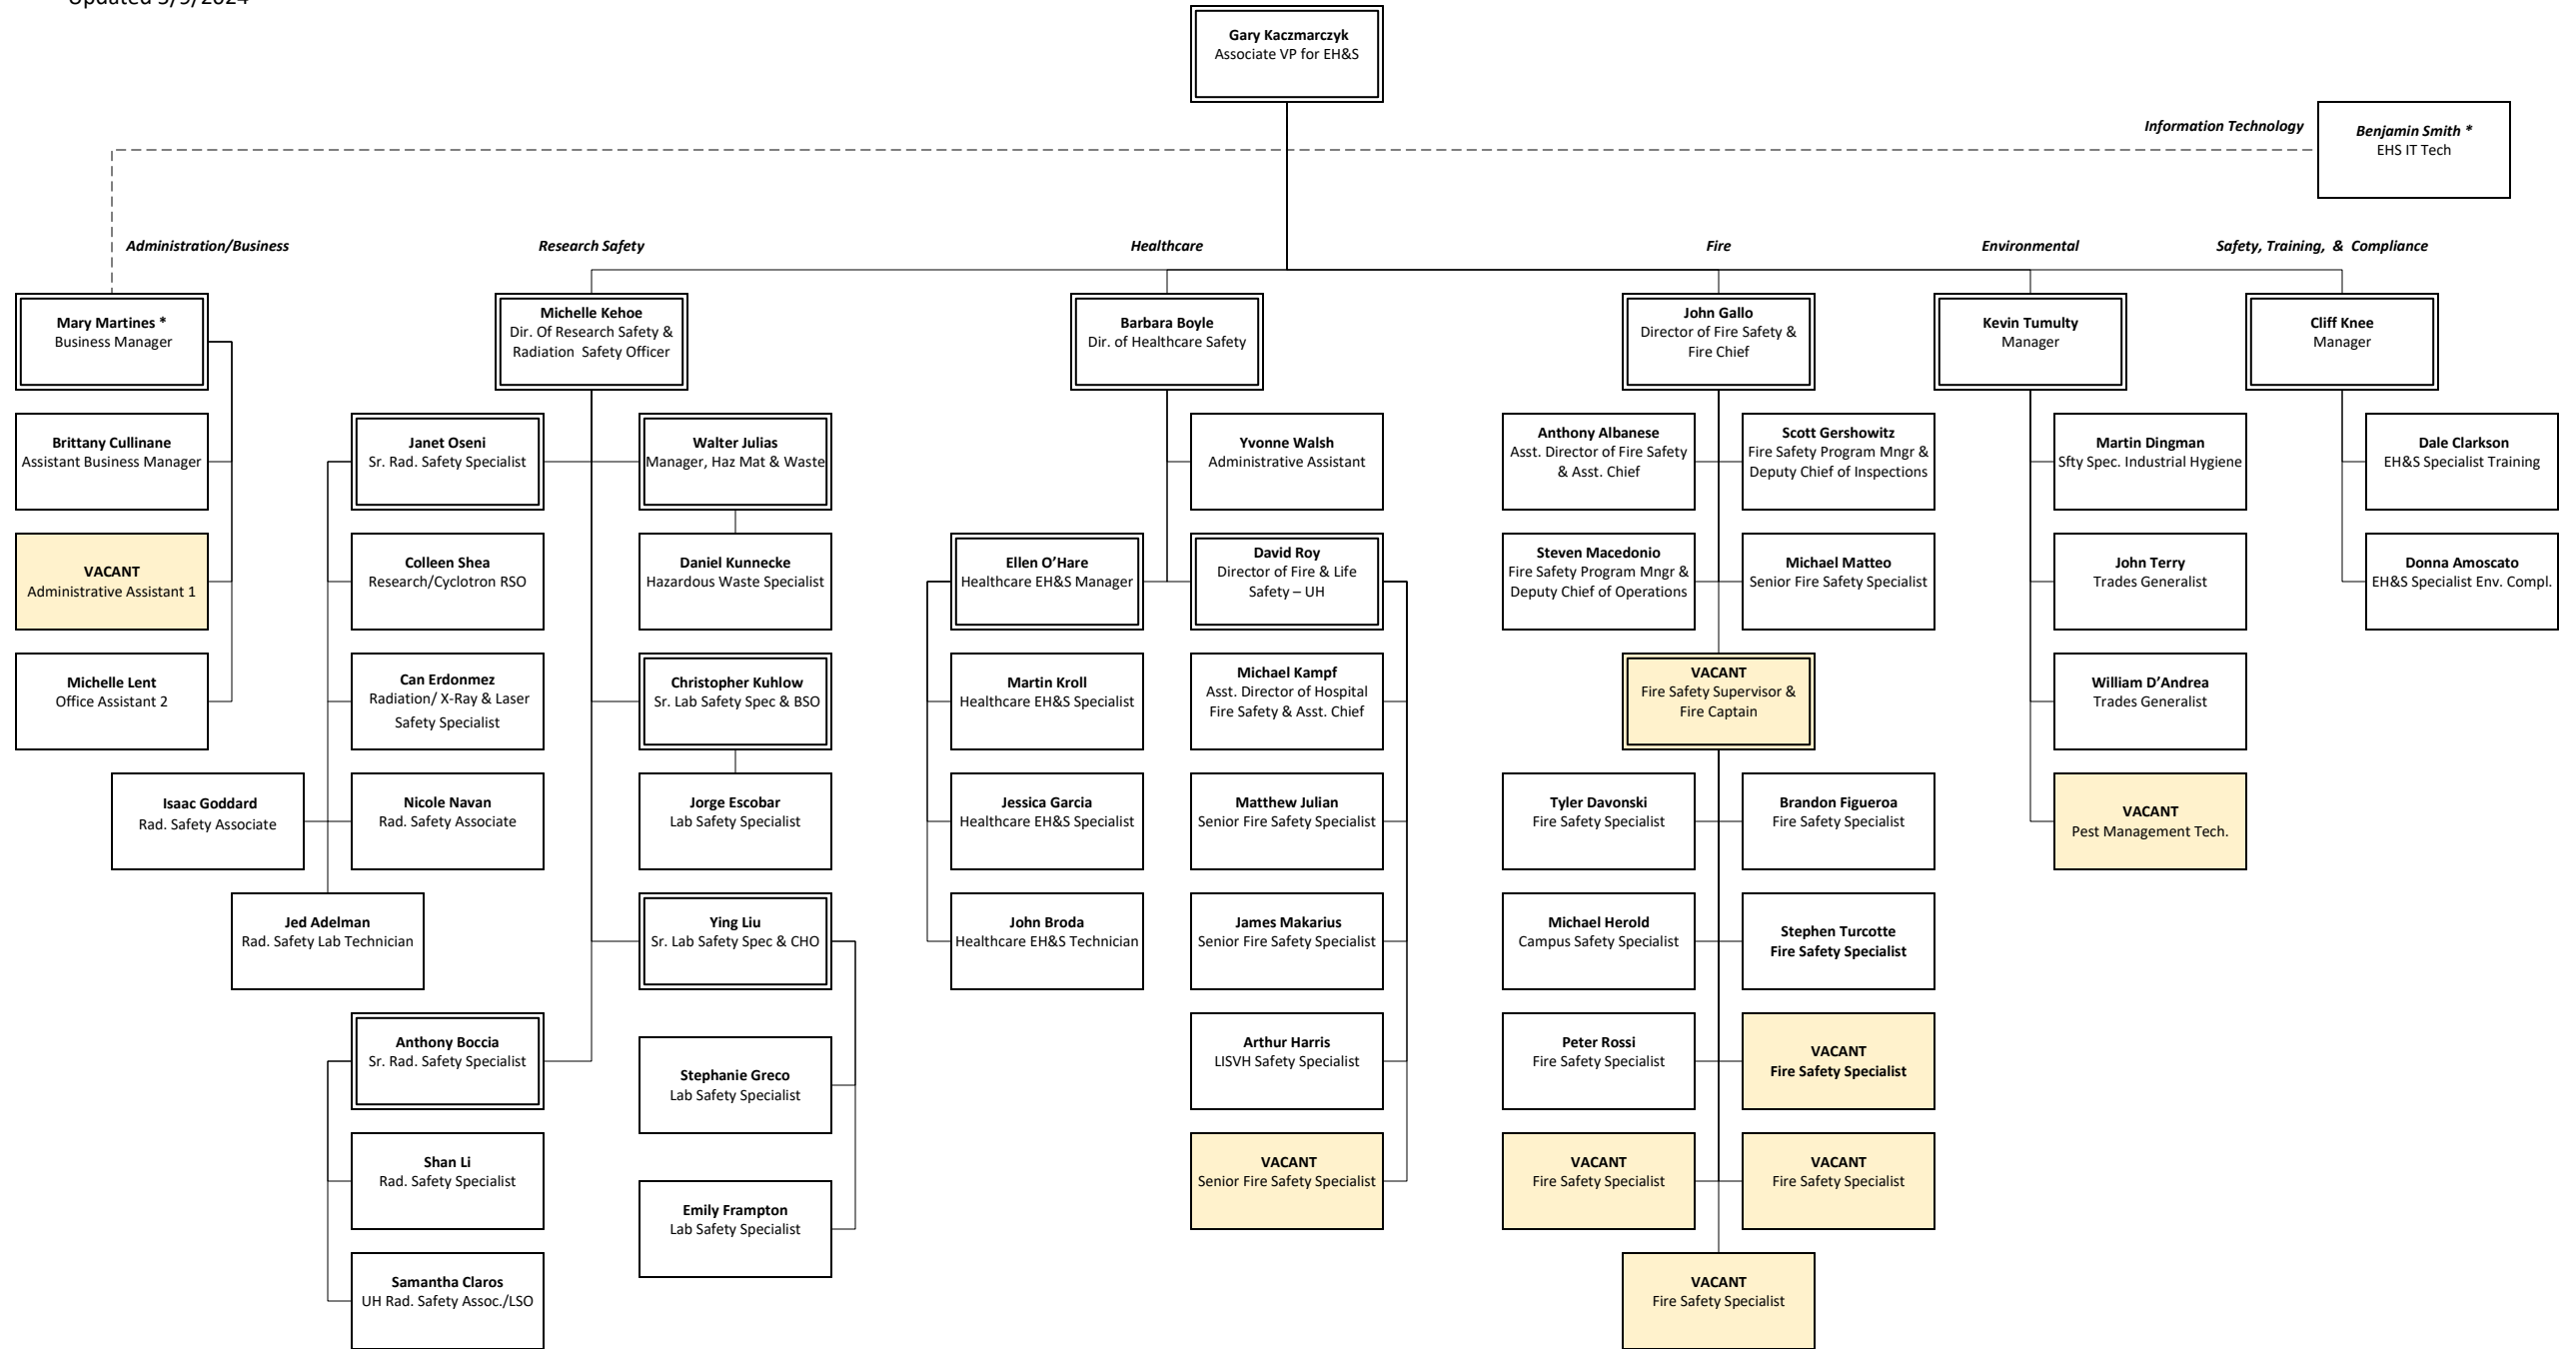 Updated 5/9/2024
Gary Kaczmarczyk
Associate VP for EH&S
Information Technology
Benjamin Smith *
EHS IT Tech
Administration/Business
Research Safety
Healthcare
Fire
Environmental
Safety, Training, & Compliance
Mary Martines *
Business Manager
Michelle Kehoe
Dir. Of Research Safety &
Radiation Safety Officer
Barbara Boyle
Dir. of Healthcare Safety
John Gallo
Director of Fire Safety &
Fire Chief
Kevin Tumulty
Manager
Cliff Knee
Manager
Brittany Cullinane
Assistant Business Manager
Janet Oseni
Sr. Rad. Safety Specialist
Walter Julias
Manager, Haz Mat & Waste
Yvonne Walsh
Administrative Assistant
Anthony Albanese
Asst. Director of Fire Safety
& Asst. Chief
Scott Gershowitz
Fire Safety Program Mngr &
Deputy Chief of Inspections
Martin Dingman
Sfty Spec. Industrial Hygiene
Dale Clarkson
EH&S Specialist Training
VACANT
Administrative Assistant 1
Colleen Shea
Research/Cyclotron RSO
Daniel Kunnecke
Hazardous Waste Specialist
Ellen O’Hare
Healthcare EH&S Manager
David Roy
Director of Fire & Life
Safety – UH
Steven Macedonio
Fire Safety Program Mngr &
Deputy Chief of Operations
Michael Matteo
Senior Fire Safety Specialist
John Terry
Trades Generalist
Donna Amoscato
EH&S Specialist Env. Compl.
Michelle Lent
Office Assistant 2
Can Erdonmez
Radiation/ X-Ray & Laser
Safety Specialist
Christopher Kuhlow
Sr. Lab Safety Spec & BSO
Martin Kroll
Healthcare EH&S Specialist
Michael Kampf
Asst. Director of Hospital
Fire Safety & Asst. Chief
VACANT
Fire Safety Supervisor &
Fire Captain
William D’Andrea
Trades Generalist
Isaac Goddard
Rad. Safety Associate
Nicole Navan
Rad. Safety Associate
Jorge Escobar
Lab Safety Specialist
Jessica Garcia
Healthcare EH&S Specialist
Matthew Julian
Senior Fire Safety Specialist
Tyler Davonski
Fire Safety Specialist
Brandon Figueroa
Fire Safety Specialist
VACANT
Pest Management Tech.
Jed Adelman
Rad. Safety Lab Technician
Ying Liu
Sr. Lab Safety Spec & CHO
John Broda
Healthcare EH&S Technician
James Makarius
Senior Fire Safety Specialist
Michael Herold
Campus Safety Specialist
Stephen Turcotte
Fire Safety Specialist
Anthony Boccia
Sr. Rad. Safety Specialist
Stephanie Greco
Lab Safety Specialist
Arthur Harris
LISVH Safety Specialist
Peter Rossi
Fire Safety Specialist
VACANT
Fire Safety Specialist
Shan Li
Rad. Safety Specialist
Emily Frampton
Lab Safety Specialist
VACANT
Senior Fire Safety Specialist
VACANT
Fire Safety Specialist
VACANT
Fire Safety Specialist
Samantha Claros
UH Rad. Safety Assoc./LSO
VACANT
Fire Safety Specialist